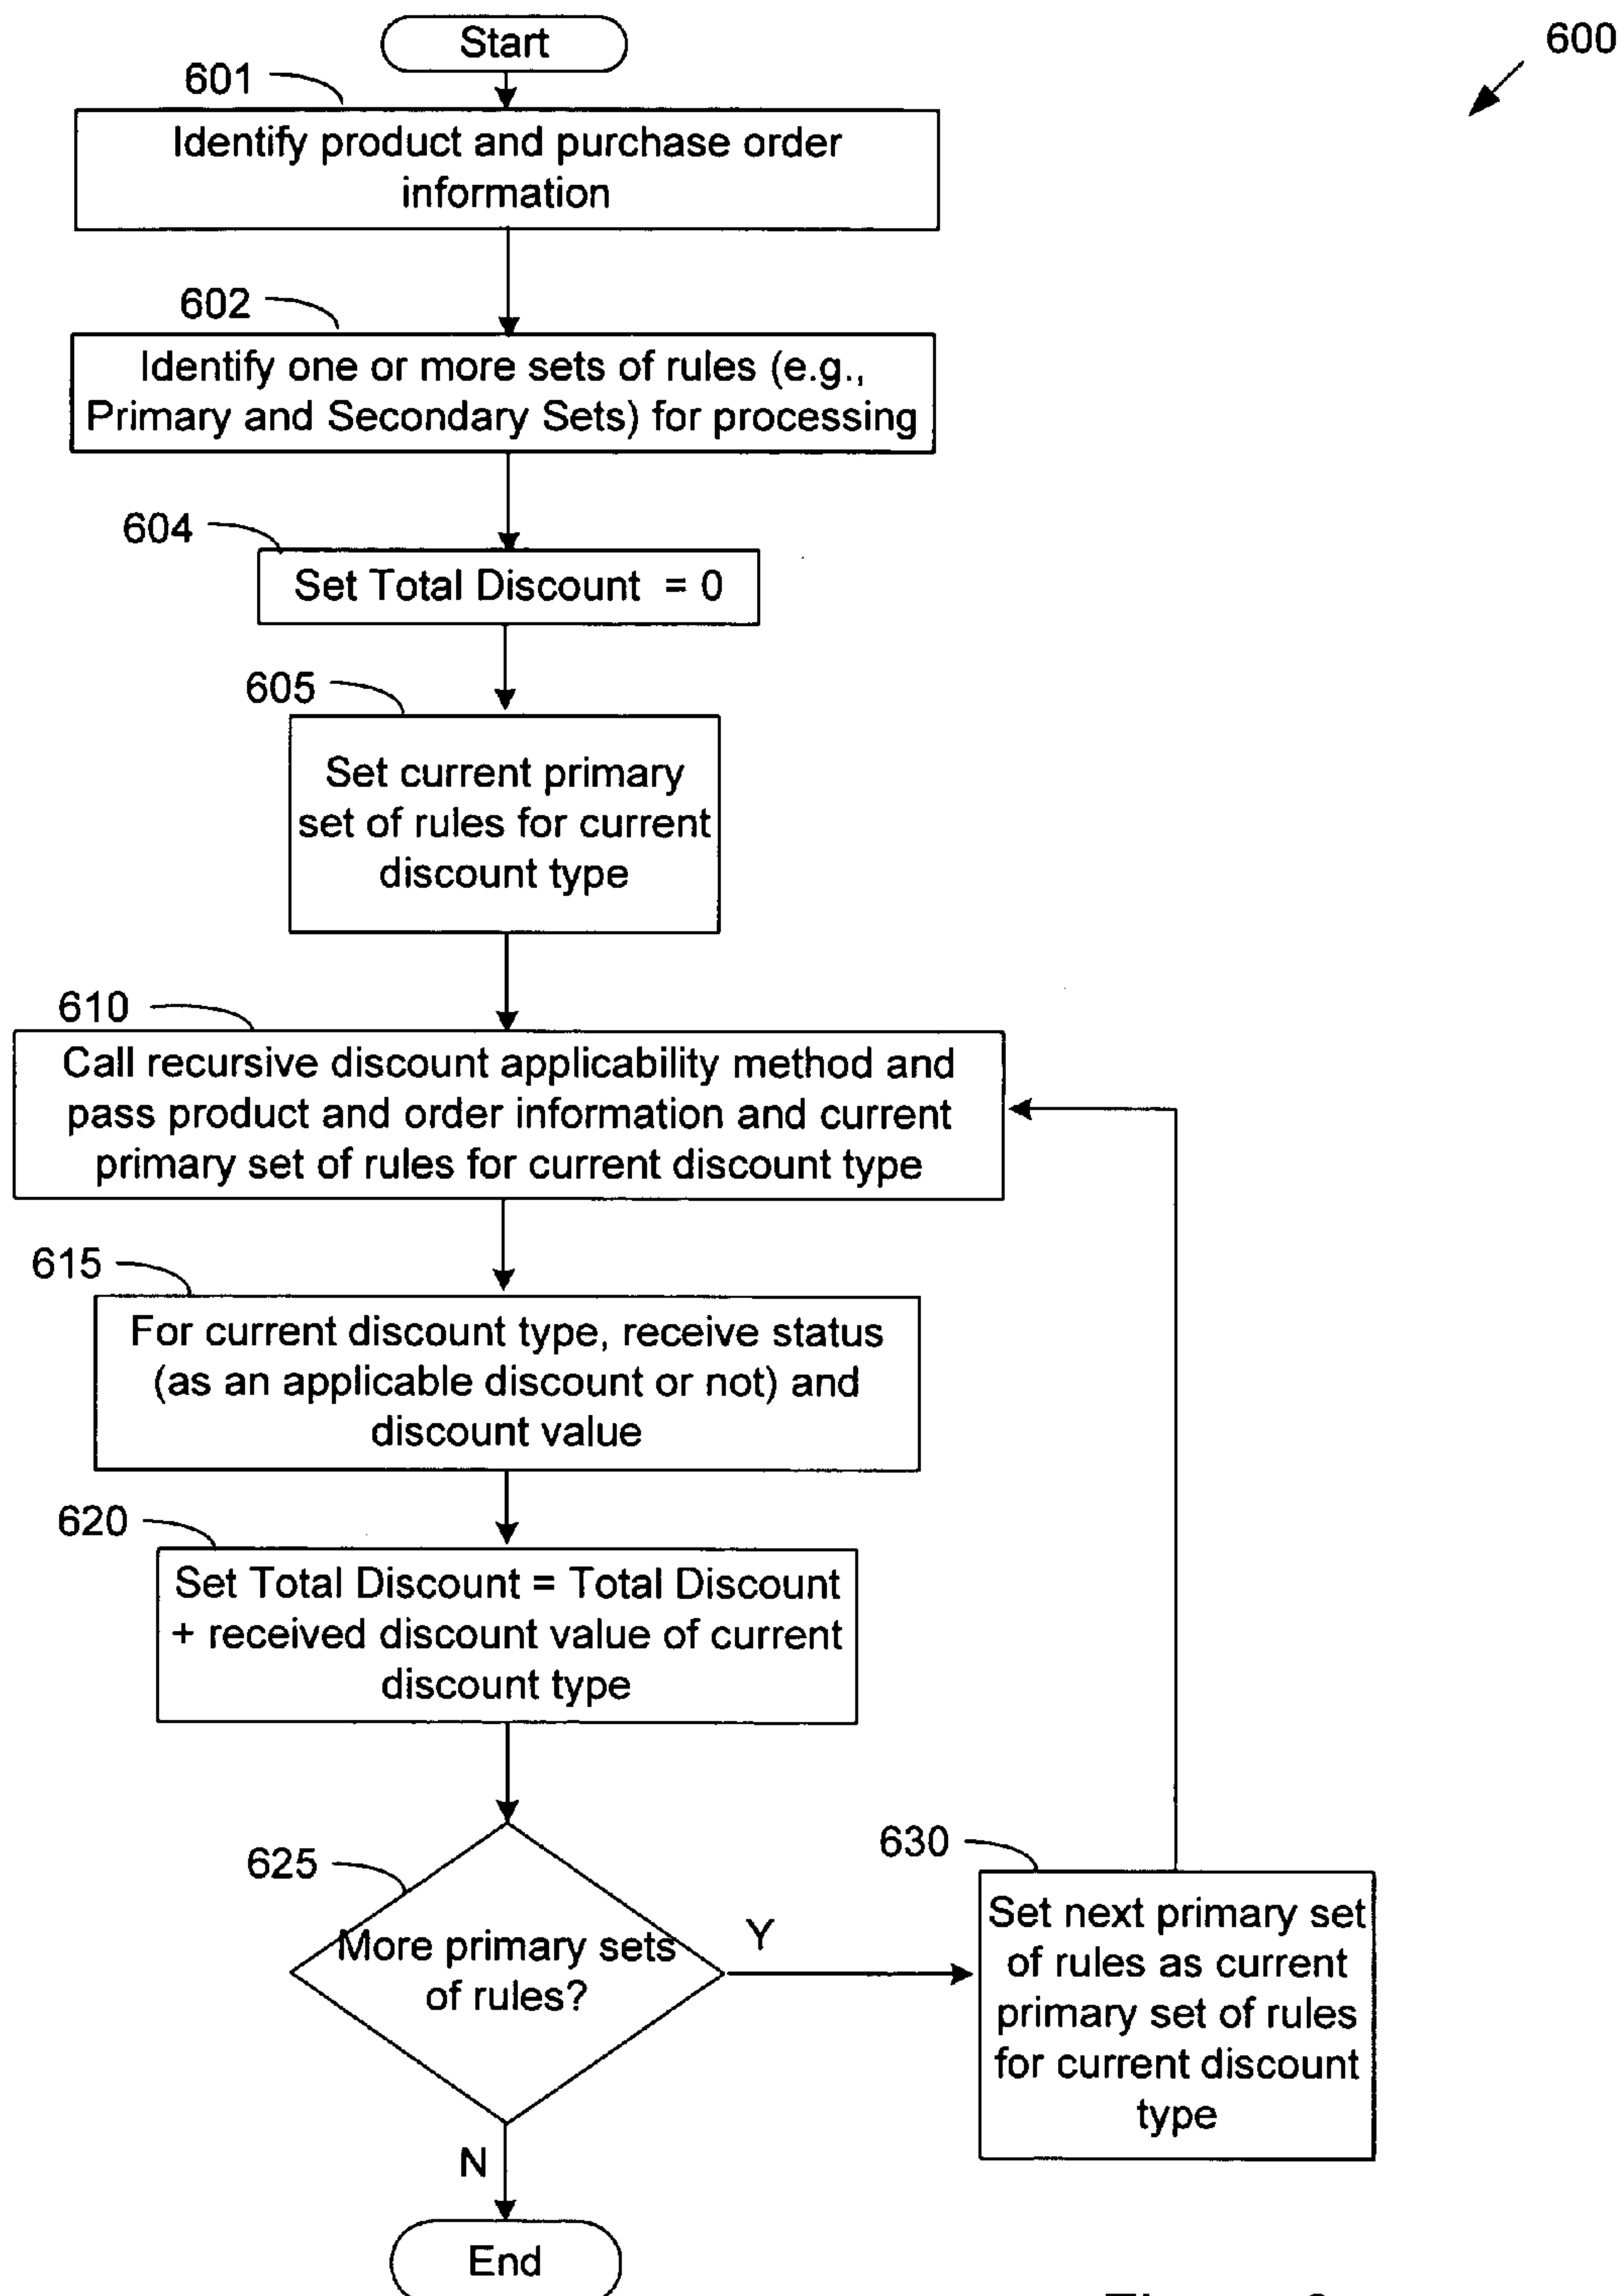 Start
600
601
Identify product and purchase order
information
602
Identify one or more sets of rules (e.g.,
Primary and Secondary Sets) for processing
604
Set Total Discount = 0
605
Set current primary
set of rules for current
discount type
610
Call recursive discount applicability method and
pass product and order information and current
primary set of rules for current discount type
615
For current discount type, receive status
(as an applicable discount or not) and
discount value
620
Set Total Discount = Total Discount
+ received discount value of current
discount type
625
More primary sets
of rules?
Y
630
Set next primary set
of rules as current
primary set of rules
for current discount
type
N
End